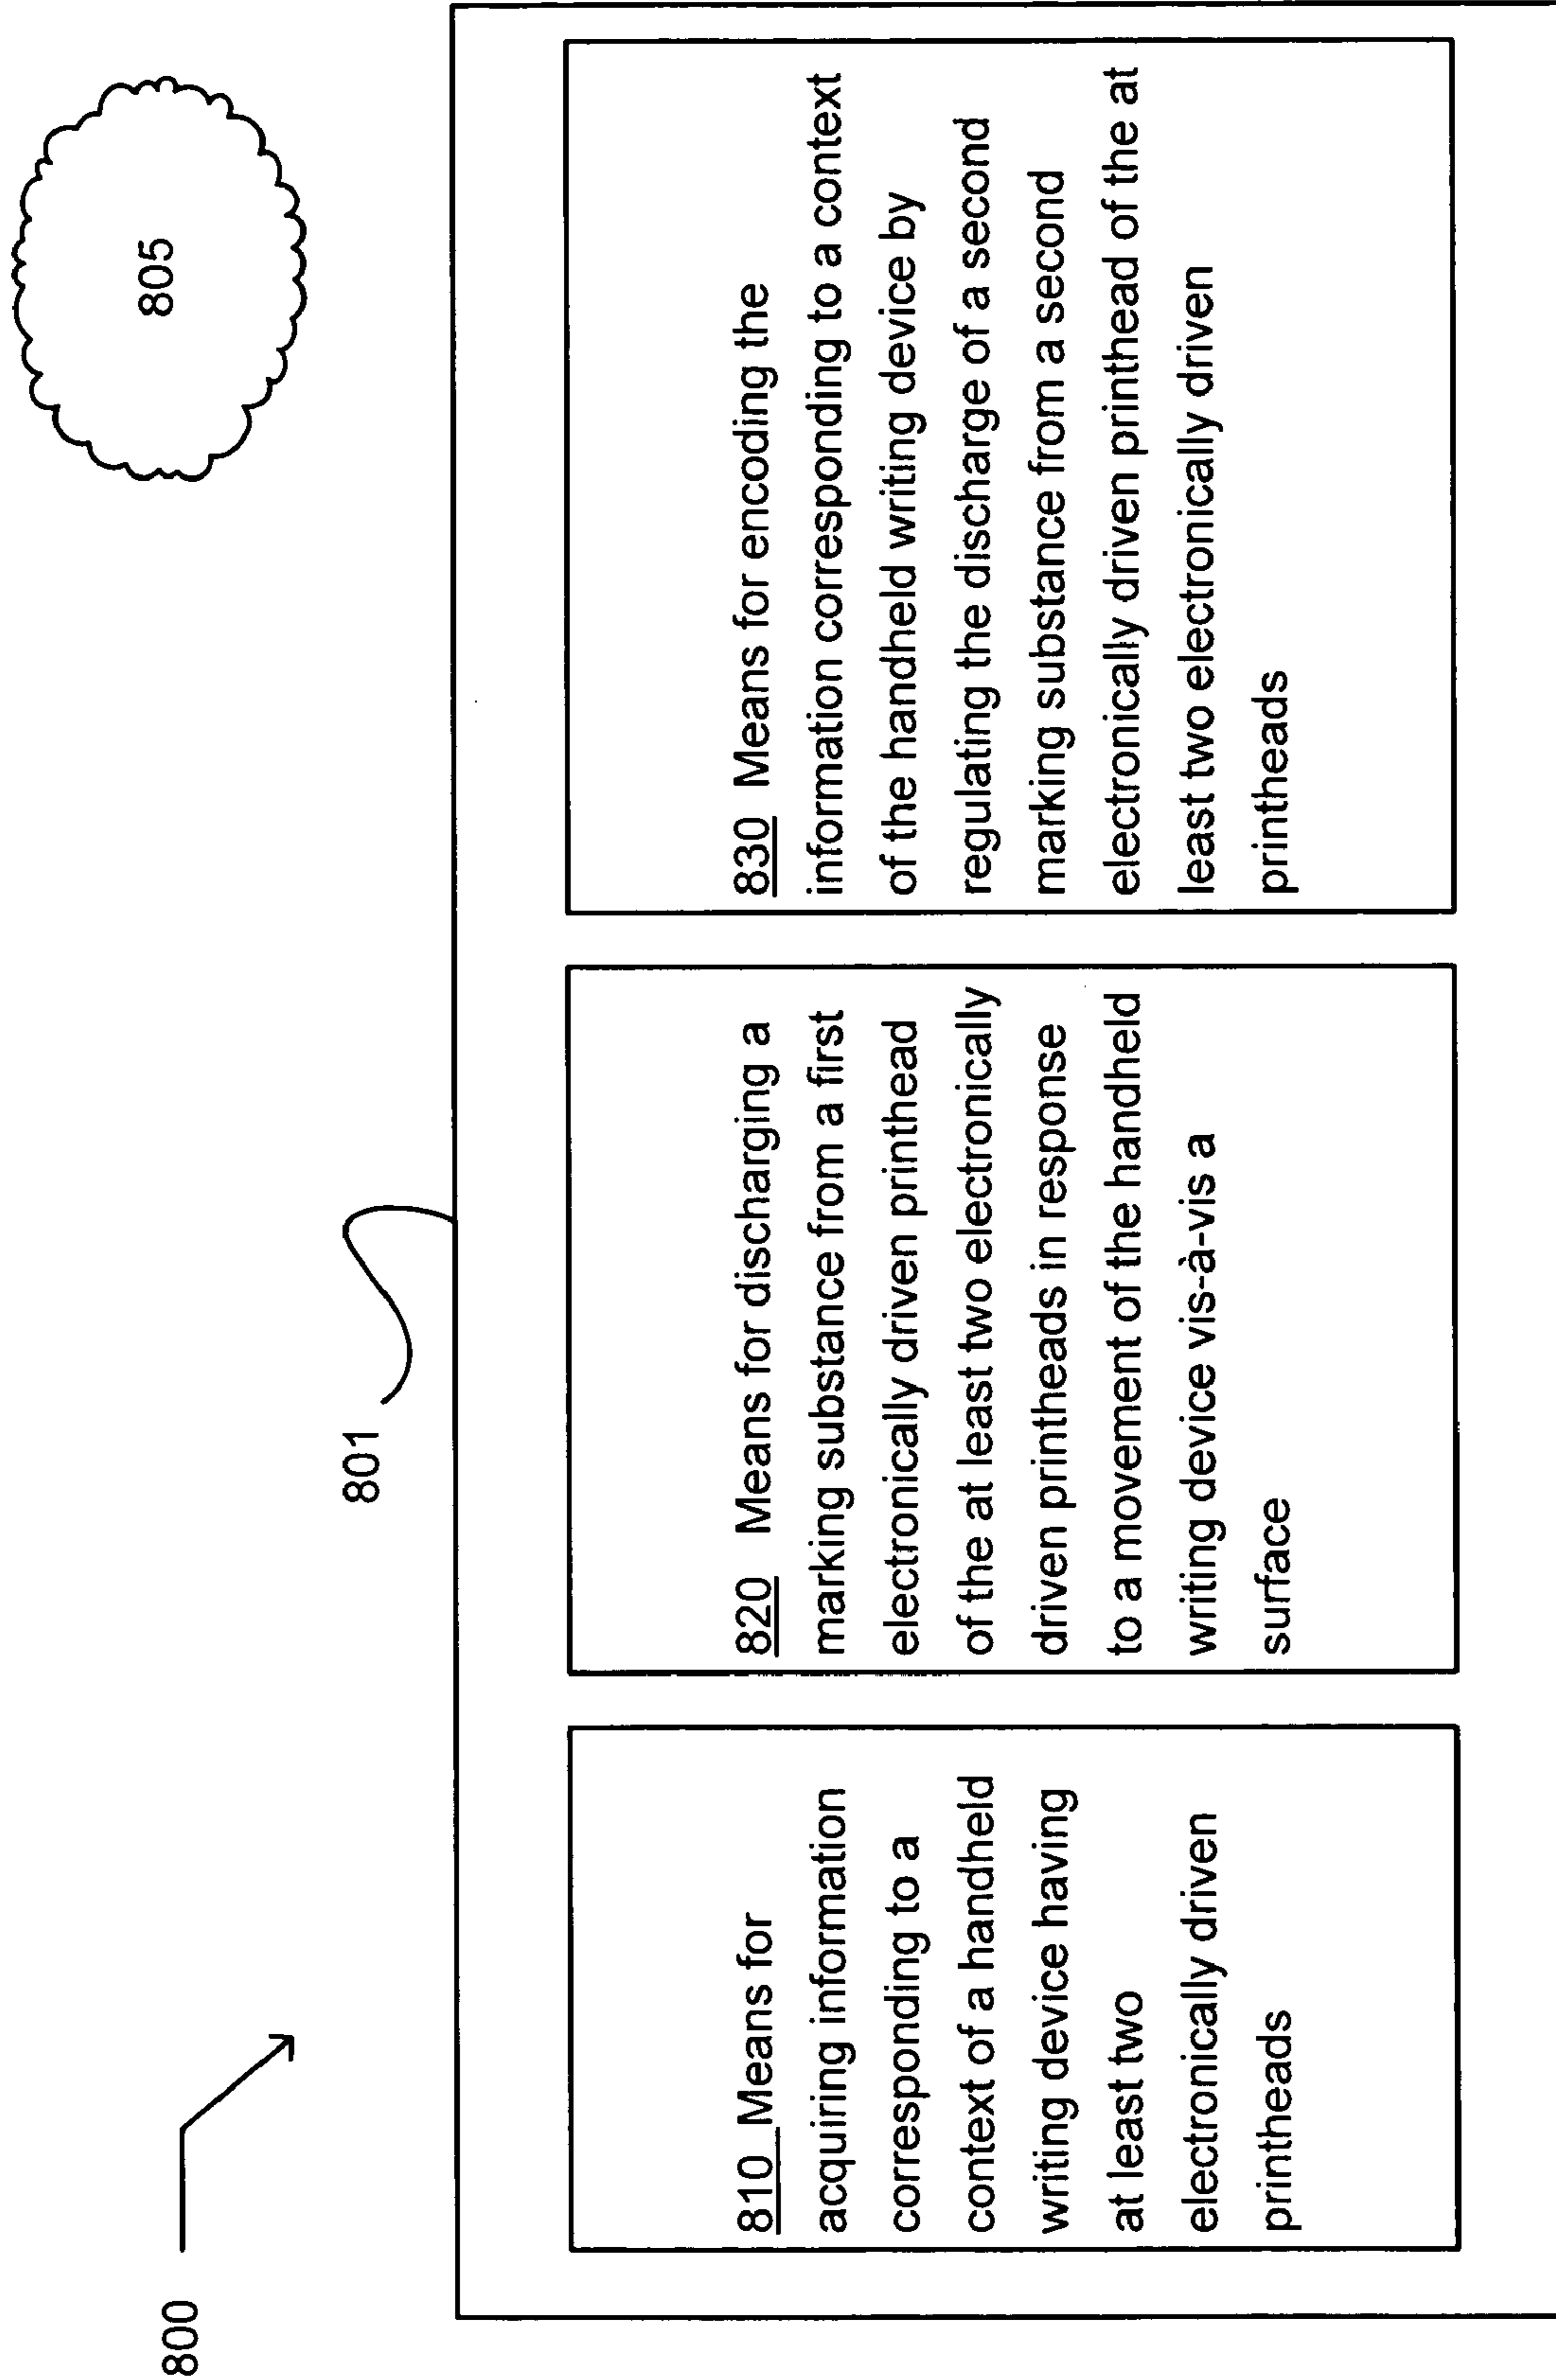 800
805
801
810 Means for
acquiring information
corresponding to a
context of a handheld
writing device having
at least two
electronically driven
printheads
820 Means for discharging a
marking substance from a first
electronically driven printhead
of the at least two electronically
driven printheads in response
to a movement of the handheld
writing device vis-à-vis a
surface
830 Means for encoding the
information corresponding to a context
of the handheld writing device by
regulating the discharge of a second
marking substance from a second
electronically driven printhead of the at
least two electronically driven
printheads